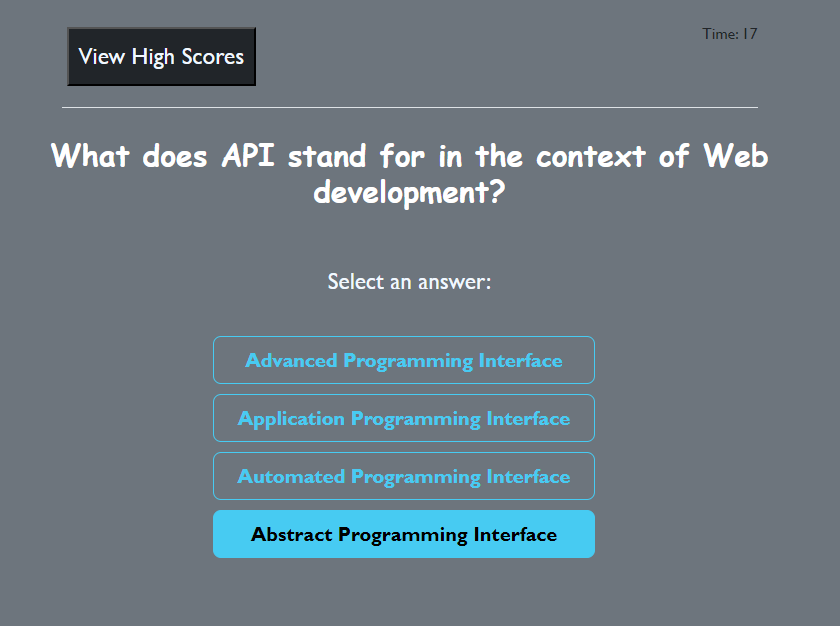 View High Scores
Time: 17
What does API stand for in the context of Web
development?
Select an answer:
Advanced Programming Interface
Application Programming Interface
Automated Programming Interface
Abstract Programming Interface